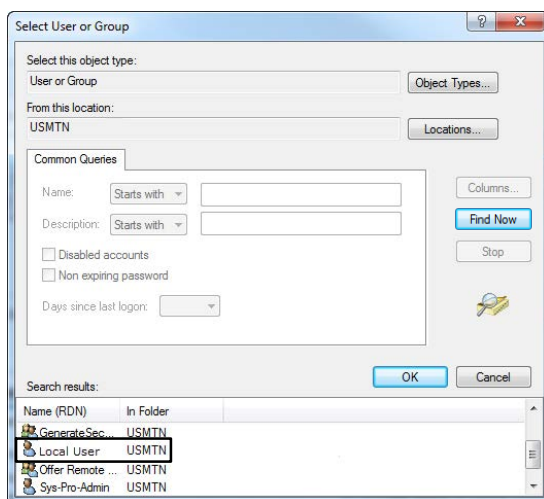 Select User or Group
Select this object type:
User or Group
Object Types...
From this location:
USMTN
Locations...
Common Queries
Name: Starts with
Columns...
Description: Starts with
Find Now
Disabled accounts
Stop
Non expiring password
Days since last logon:
OK Cancel
Search results:
Name (RDN) In Folder
GenerateSec... USMTN
Local User USMTN
Offer Remote ... USMTN
Sys-Pro-Admin USMTN